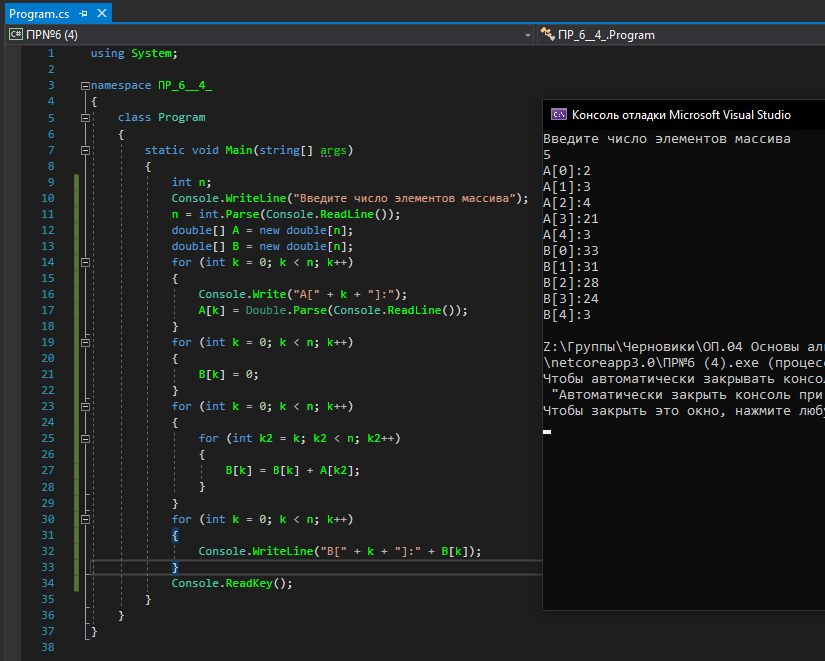 Program.cs
C# ПР№6 (4)
ПР_6__4_.Program
1 using System;
2
3 namespace ПР_6__4_
4 {
5 class Program
6 {
7 static void Main(string[] args)
8 {
9 int n;
10 Console.WriteLine("Введите число элементов массива");
11 n = int.Parse(Console.ReadLine());
12 double[] A = new double[n];
13 double[] B = new double[n];
14 for (int k = 0; k < n; k++)
15 {
16 Console.Write("A[" + k + "]:");
17 A[k] = Double.Parse(Console.ReadLine());
18 }
19 for (int k = 0; k < n; k++)
20 {
21 B[k] = 0;
22 }
23 for (int k = 0; k < n; k++)
24 {
25 for (int k2 = k; k2 < n; k2++)
26 {
27 B[k] = B[k] + A[k2];
28 }
29 }
30 for (int k = 0; k < n; k++)
31 {
32 Console.WriteLine("B[" + k + "]:" + B[k]);
33 }
34 Console.ReadKey();
35 }
36 }
37 }
38
Консоль отладки Microsoft Visual Studio
Введите число элементов массива
5
A[0]:2
A[1]:3
A[2]:4
A[3]:21
A[4]:3
B[0]:33
B[1]:31
B[2]:28
B[3]:24
B[4]:3
Z:\Группы\Черновики\ОП.04 Основы ал
\netcoreapp3.0\ПР№6 (4).exe (процес
Чтобы автоматически закрывать консо
"Автоматически закрыть консоль при
Чтобы закрыть это окно, нажмите люб